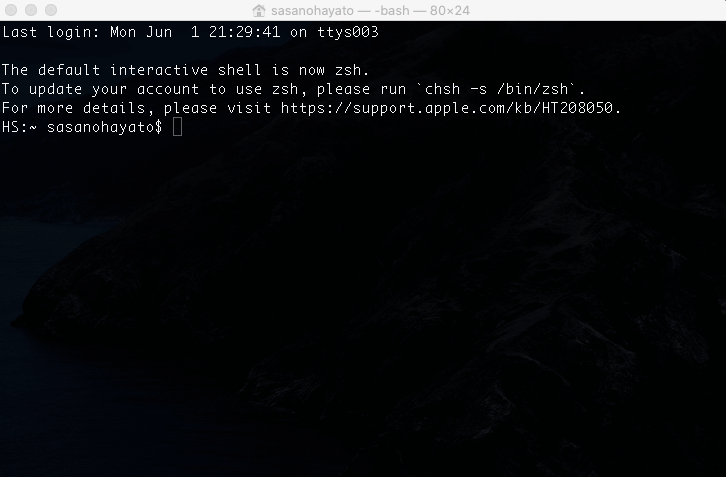 sasanohayato — -bash — 80×24
Last login: Mon Jun  1 21:29:41 on ttys003
The default interactive shell is now zsh.
To update your account to use zsh, please run `chsh -s /bin/zsh`.
For more details, please visit https://support.apple.com/kb/HT208050.
HS:~ sasanohayato$